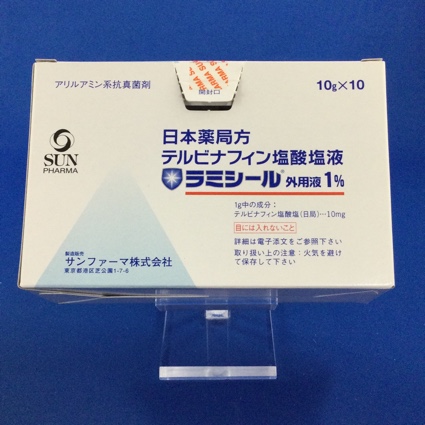 アリルアミン系抗真菌剤
10g×10
PHARMA SUN
開封口
SUN
PHARMA
日本薬局方
テルビナフィン塩酸塩液
ラミシール® 外用液 1%
1g中の成分:
テルビナフィン塩酸塩(日局)…10mg
目には入れないこと
詳細は電子添文をご参照下さい
取り扱い上の注意:火気を避け
て保存して下さい
製造販売
サンファーマ株式会社
東京都港区芝公園1-7-6